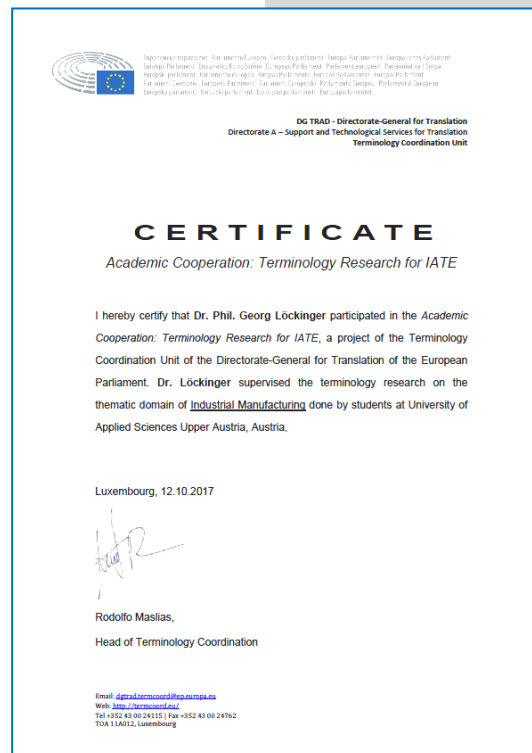 DG TRAD - Directorate-General for Translation
Directorate A – Support and Technological Services for Translation
Terminology Coordination Unit
CERTIFICATE
Academic Cooperation: Terminology Research for IATE
I hereby certify that Dr. Phil. Georg Löckinger participated in the Academic
Cooperation: Terminology Research for IATE, a project of the Terminology
Coordination Unit of the Directorate-General for Translation of the European
Parliament. Dr. Löckinger supervised the terminology research on the
thematic domain of Industrial Manufacturing done by students at University of
Applied Sciences Upper Austria, Austria.
Luxembourg, 12.10.2017
Rodolfo Maslias,
Head of Terminology Coordination
Email: dgtrad.termcoord@ep.europa.eu
Web: http://termcoord.eu/
Tel +352 43 00 24115 | Fax +352 43 00 24762
TOA 11A012, Luxembourg